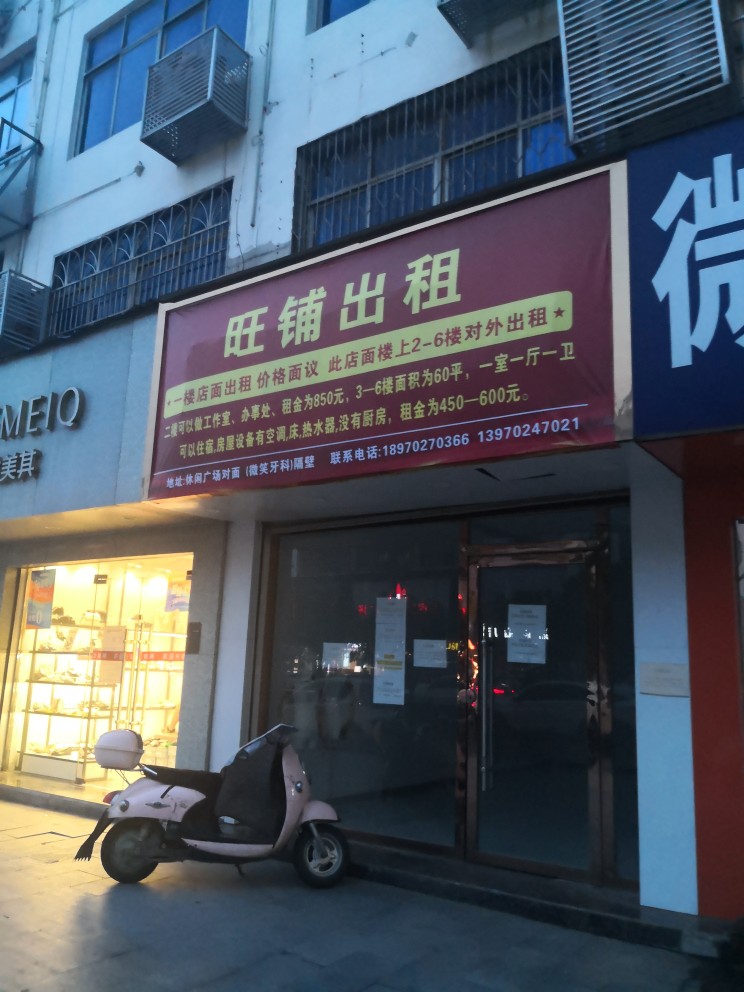 旺铺出租
★一楼店面出租 价格面议 此店面楼上2-6楼对外出租★
二楼可以做工作室、办事处、租金为850元，3—6楼面积为60平，一室一厅一卫
可以住宿,房屋设备有空调,床,热水器,没有厨房，租金为450—600元。
地址:休闲广场对面 (微笑牙科)隔壁 联系电话:18970270366 13970247021
MEIQ
美其
微